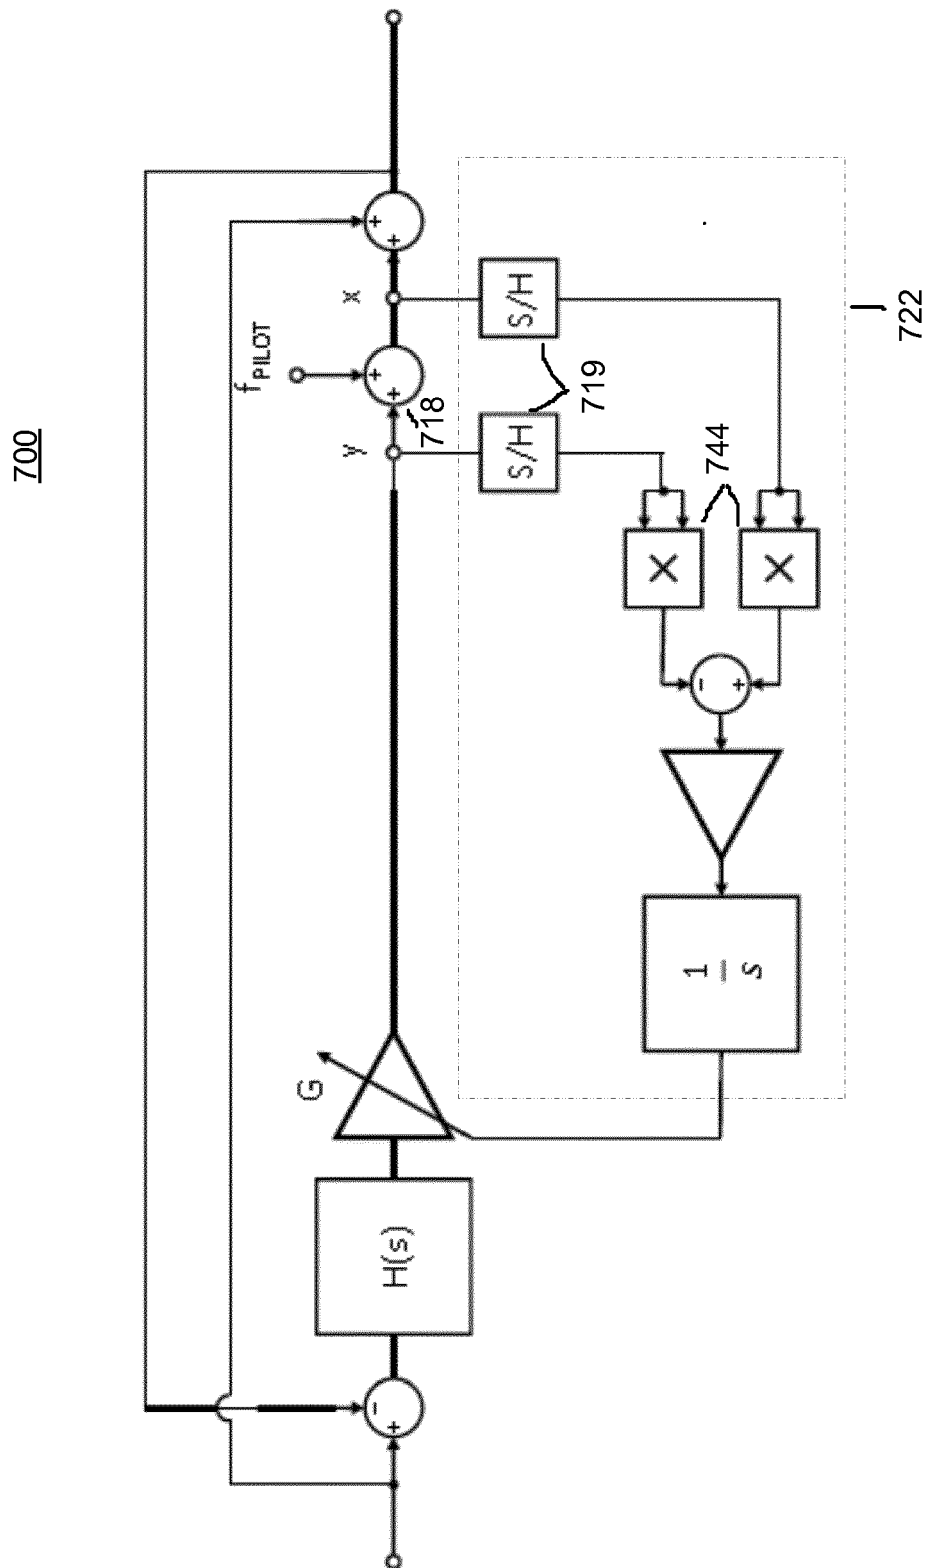 700
f_PILOT
x
y
+
+
+
+
718
S/H
S/H
719
722
744
×
×
-
+
1
s
G
H(s)
-
+